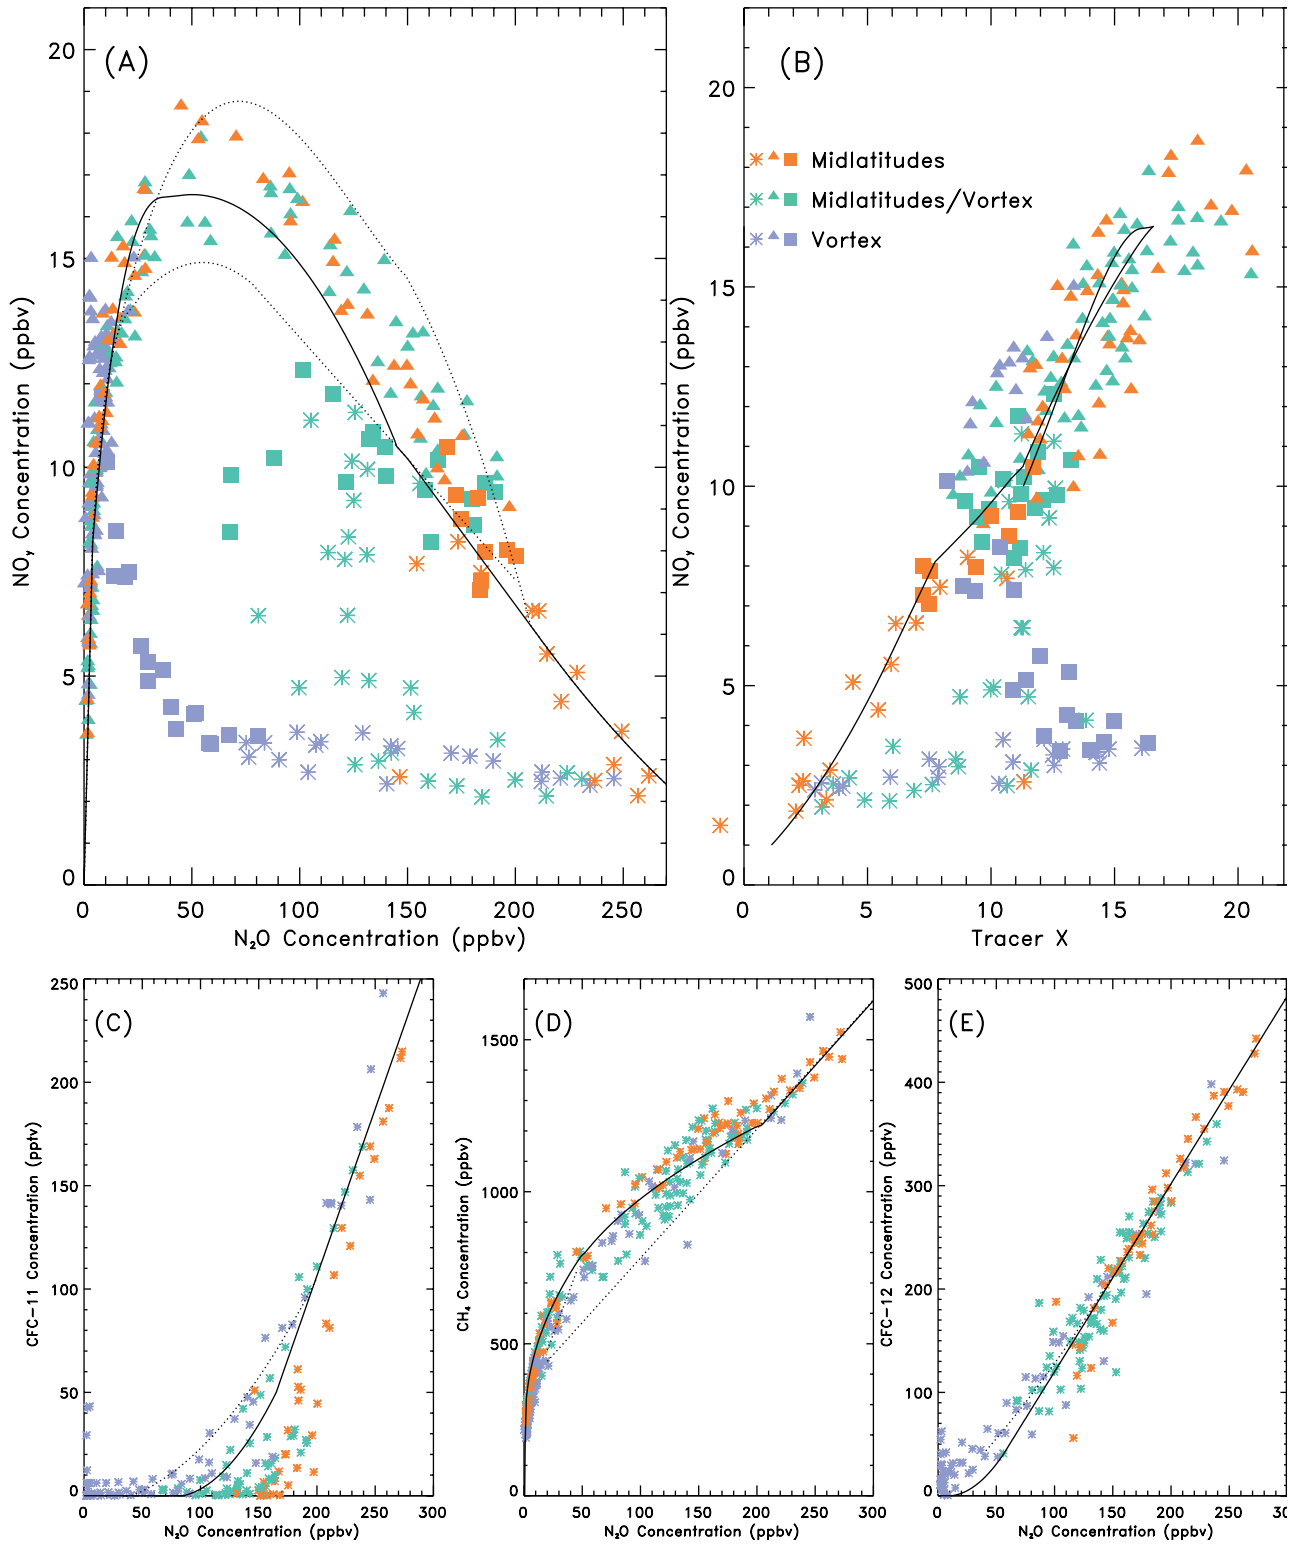 (A)
20
15
10
5
0
NOy Concentration (ppbv)
0 50 100 150 200 250
N2O Concentration (ppbv)
(B)
Midlatitudes
Midlatitudes/Vortex
Vortex
20
15
10
5
0
NOy Concentration (ppbv)
0 5 10 15 20
Tracer X
(C)
250
200
150
100
50
0
CFC-11 Concentration (pptv)
0 50 100 150 200 250 300
N2O Concentration (ppbv)
(D)
1500
1000
500
0
CH4 Concentration (ppbv)
0 50 100 150 200 250 300
N2O Concentration (ppbv)
(E)
500
400
300
200
100
0
CFC-12 Concentration (pptv)
0 50 100 150 200 250 300
N2O Concentration (ppbv)